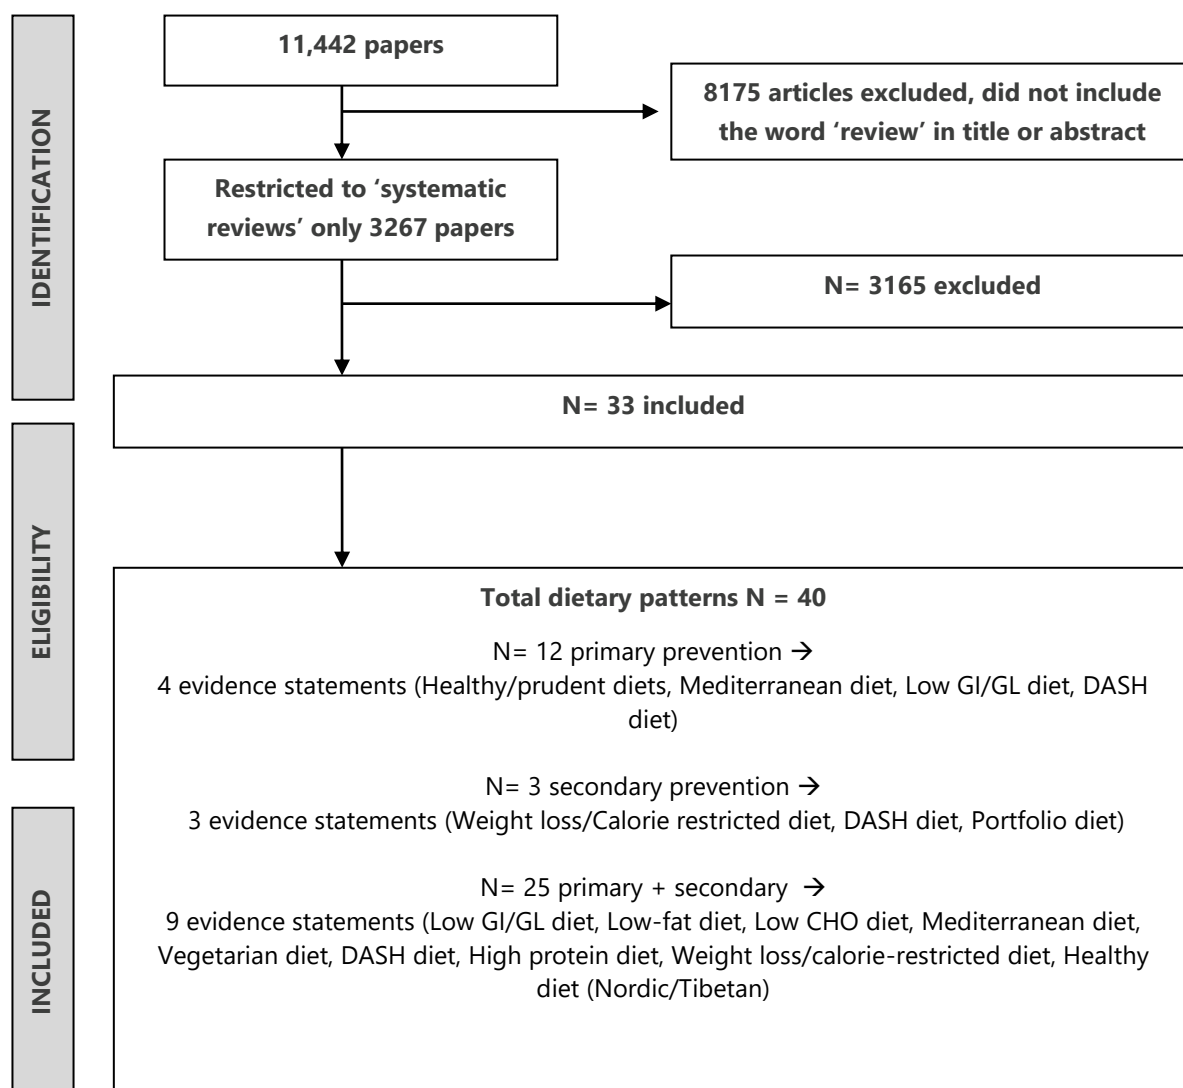 IDENTIFICATION
11,442 papers
8175 articles excluded, did not include
the word ‘review’ in title or abstract
Restricted to ‘systematic
reviews’ only 3267 papers
N= 3165 excluded
N= 33 included
ELIGIBILITY
Total dietary patterns N = 40
N= 12 primary prevention →
4 evidence statements (Healthy/prudent diets, Mediterranean diet, Low GI/GL diet, DASH
diet)
N= 3 secondary prevention →
3 evidence statements (Weight loss/Calorie restricted diet, DASH diet, Portfolio diet)
INCLUDED
N= 25 primary + secondary →
9 evidence statements (Low GI/GL diet, Low-fat diet, Low CHO diet, Mediterranean diet,
Vegetarian diet, DASH diet, High protein diet, Weight loss/calorie-restricted diet, Healthy
diet (Nordic/Tibetan)